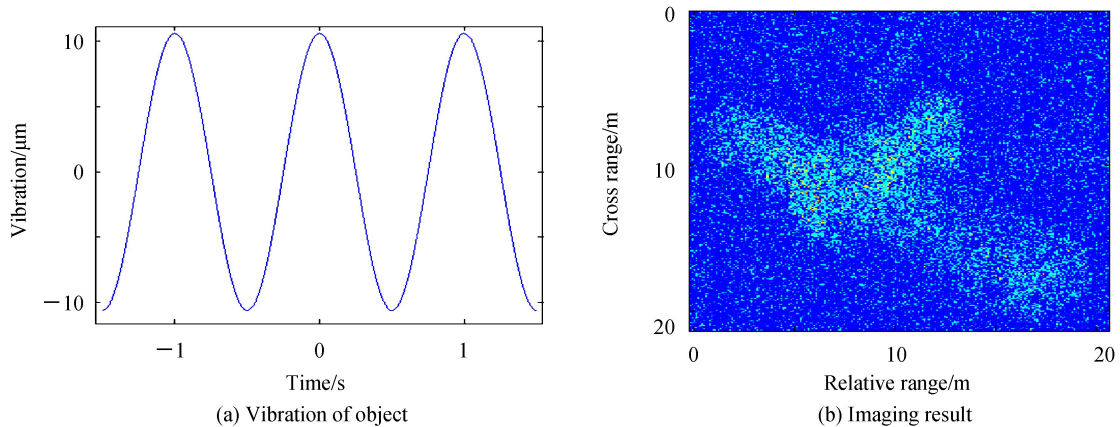 10
0
−10
Vibration/μm
−1
0
1
Time/s
(a) Vibration of object
0
10
20
Cross range/m
0
10
20
Relative range/m
(b) Imaging result